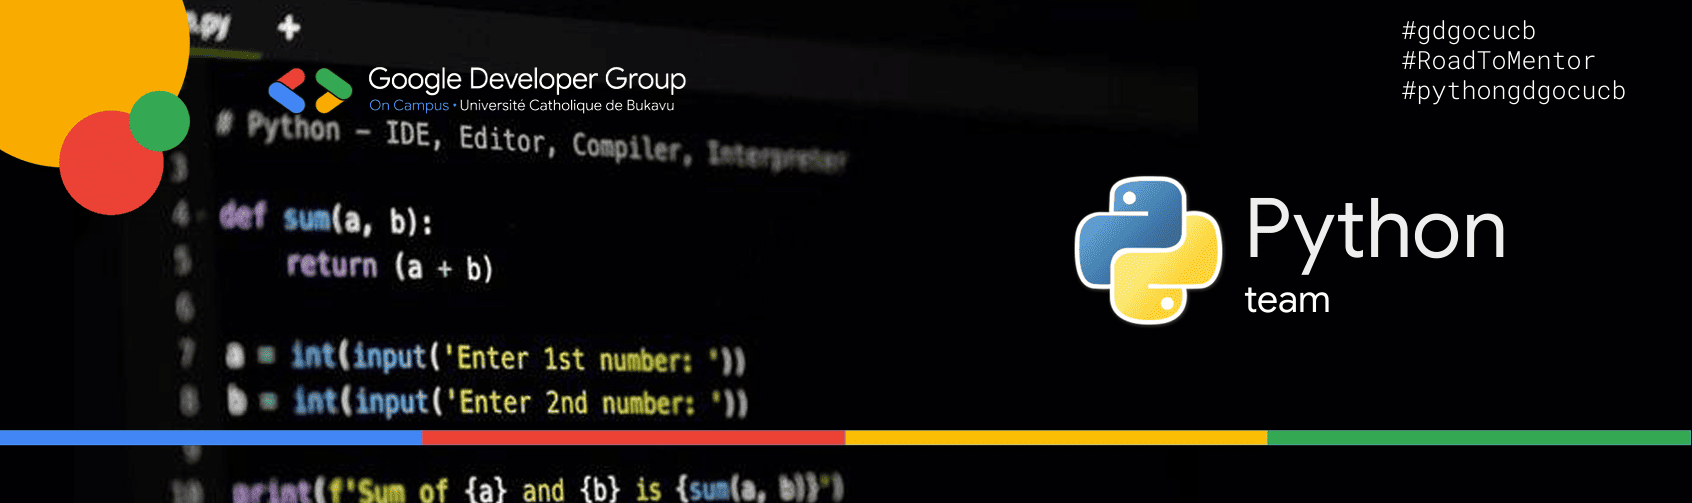 .py +
Google Developer Group
On Campus • Université Catholique de Bukavu
#gdgocucb
#RoadToMentor
#pythongdgocucb
# Python – IDE, Editor, Compiler, Interpreter
3
4 def sum(a, b):
5 return (a + b)
6
7 a = int(input('Enter 1st number: '))
8 b = int(input('Enter 2nd number: '))
9
10 print(f'Sum of {a} and {b} is {sum(a, b)}')
Python
team